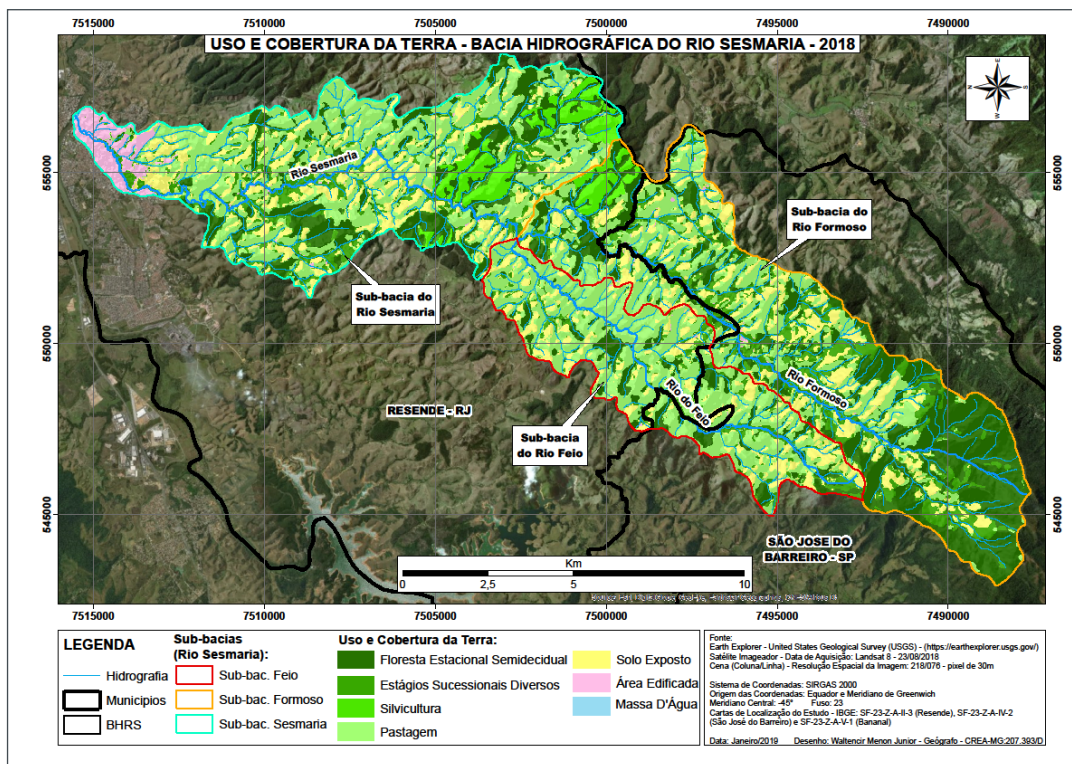 7515000 7510000 7505000 7500000 7495000 7490000
USO E COBERTURA DA TERRA - BACIA HIDROGRÁFICA DO RIO SESMARIA - 2018
N E S W
555000 555000
Rio Sesmaria
Sub-bacia do
Rio Formoso
Sub-bacia do
Rio Sesmaria
550000 550000
Rio Formoso
Rio do Feio
RESENDE - RJ
Sub-bacia
do Rio Feio
545000 545000
SÃO JOSE DO
BARREIRO - SP
Km
0 2,5 5 10
7515000 7510000 7505000 7500000 7495000 7490000
LEGENDA
Hidrografia
Municipios
BHRS
Sub-bacias
(Rio Sesmaria):
Sub-bac. Feio
Sub-bac. Formoso
Sub-bac. Sesmaria
Uso e Cobertura da Terra:
Floresta Estacional Semidecidual
Estágios Sucessionais Diversos
Silvicultura
Pastagem
Solo Exposto
Área Edificada
Massa D'Água
Fonte:
Earth Explorer - United States Geological Survey (USGS) - (https://earthexplorer.usgs.gov/)
Satélite Imageador - Data de Aquisição: Landsat 8 - 23/08/2018
Cena (Coluna/Linha) - Resolução Espacial da Imagem: 218/076 - pixel de 30m
Sistema de Coordenadas: SIRGAS 2000
Origem das Coordenadas: Equador e Meridiano de Greenwich
Meridiano Central: -45° Fuso: 23
Cartas de Localização do Estudo - IBGE: SF-23-Z-A-II-3 (Resende), SF-23-Z-A-IV-2
(São José do Barreiro) e SF-23-Z-A-V-1 (Bananal)
Data: Janeiro/2019 Desenho: Waltencir Menon Junior - Geógrafo - CREA-MG:207.393/D